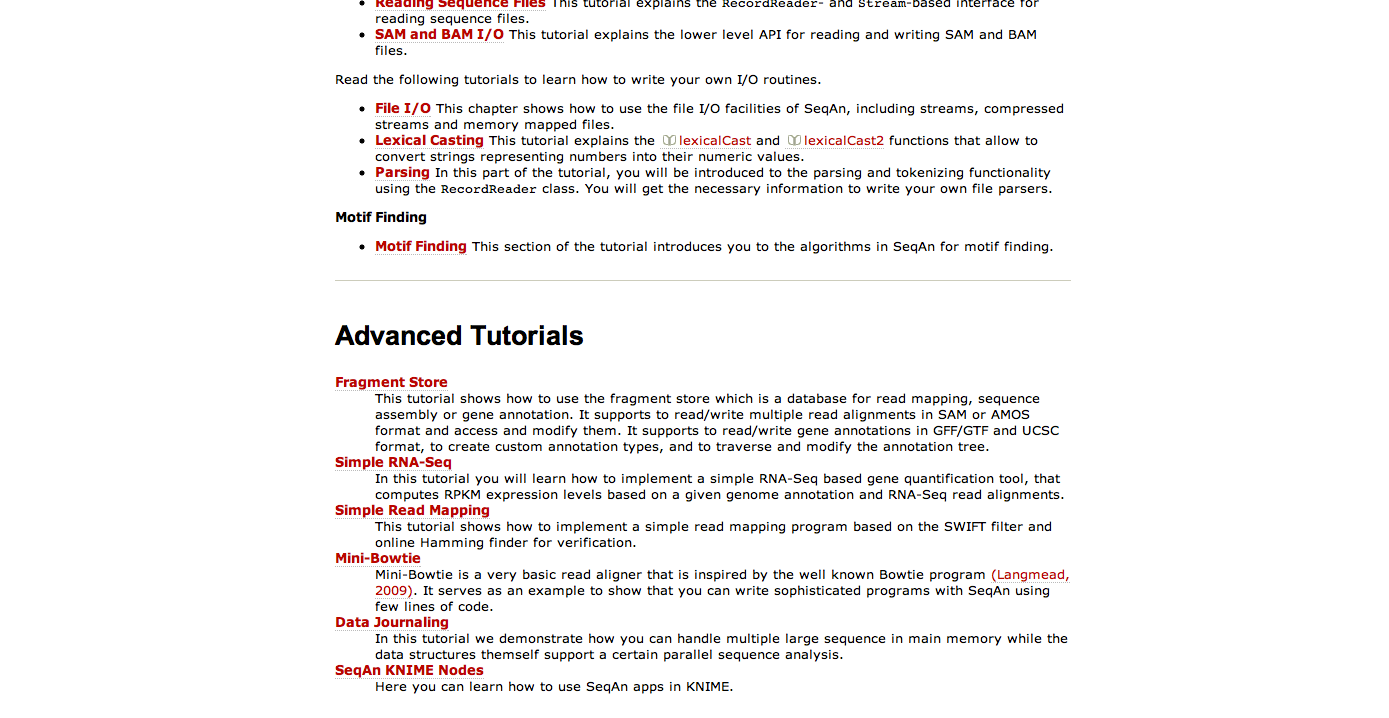 Reading Sequence Files This tutorial explains the RecordReader- and Stream-based interface for
reading sequence files.
SAM and BAM I/O This tutorial explains the lower level API for reading and writing SAM and BAM
files.
Read the following tutorials to learn how to write your own I/O routines.
File I/O This chapter shows how to use the file I/O facilities of SeqAn, including streams, compressed
streams and memory mapped files.
Lexical Casting This tutorial explains the lexicalCast and lexicalCast2 functions that allow to
convert strings representing numbers into their numeric values.
Parsing In this part of the tutorial, you will be introduced to the parsing and tokenizing functionality
using the RecordReader class. You will get the necessary information to write your own file parsers.
Motif Finding
Motif Finding This section of the tutorial introduces you to the algorithms in SeqAn for motif finding.
Advanced Tutorials
Fragment Store
This tutorial shows how to use the fragment store which is a database for read mapping, sequence
assembly or gene annotation. It supports to read/write multiple read alignments in SAM or AMOS
format and access and modify them. It supports to read/write gene annotations in GFF/GTF and UCSC
format, to create custom annotation types, and to traverse and modify the annotation tree.
Simple RNA-Seq
In this tutorial you will learn how to implement a simple RNA-Seq based gene quantification tool, that
computes RPKM expression levels based on a given genome annotation and RNA-Seq read alignments.
Simple Read Mapping
This tutorial shows how to implement a simple read mapping program based on the SWIFT filter and
online Hamming finder for verification.
Mini-Bowtie
Mini-Bowtie is a very basic read aligner that is inspired by the well known Bowtie program (Langmead,
2009). It serves as an example to show that you can write sophisticated programs with SeqAn using
few lines of code.
Data Journaling
In this tutorial we demonstrate how you can handle multiple large sequence in main memory while the
data structures themself support a certain parallel sequence analysis.
SeqAn KNIME Nodes
Here you can learn how to use SeqAn apps in KNIME.